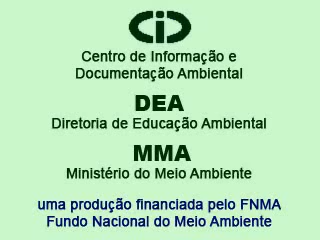 CID
Centro de Informação e
Documentação Ambiental
DEA
Diretoria de Educação Ambiental
MMA
Ministério do Meio Ambiente
uma produção financiada pelo FNMA
Fundo Nacional do Meio Ambiente